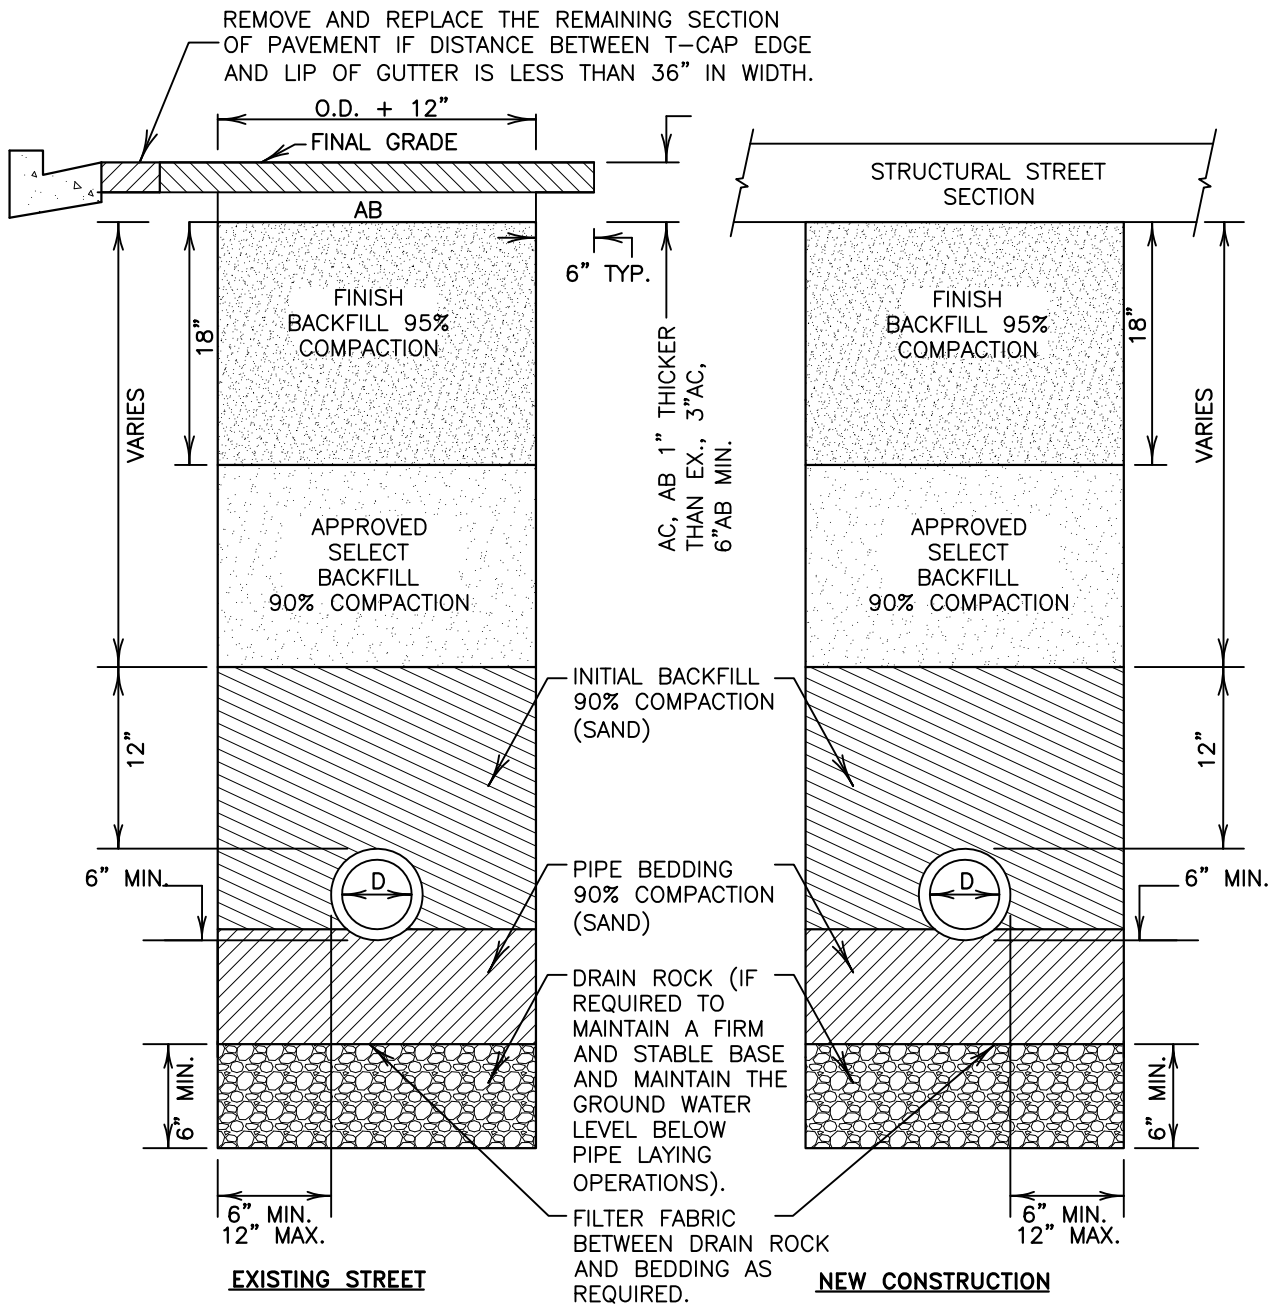 REMOVE AND REPLACE THE REMAINING SECTION
OF PAVEMENT IF DISTANCE BETWEEN T-CAP EDGE
AND LIP OF GUTTER IS LESS THAN 36" IN WIDTH.
O.D. + 12"
FINAL GRADE
AB
6" TYP.
FINISH
BACKFILL 95%
COMPACTION
18"
VARIES
APPROVED
SELECT
BACKFILL
90% COMPACTION
12"
6" MIN.
D
6" MIN.
6" MIN.
12" MAX.
EXISTING STREET
AC, AB 1" THICKER
THAN EX., 3"AC,
6"AB MIN.
INITIAL BACKFILL
90% COMPACTION
(SAND)
PIPE BEDDING
90% COMPACTION
(SAND)
DRAIN ROCK (IF
REQUIRED TO
MAINTAIN A FIRM
AND STABLE BASE
AND MAINTAIN THE
GROUND WATER
LEVEL BELOW
PIPE LAYING
OPERATIONS).
FILTER FABRIC
BETWEEN DRAIN ROCK
AND BEDDING AS
REQUIRED.
STRUCTURAL STREET
SECTION
FINISH
BACKFILL 95%
COMPACTION
18"
VARIES
APPROVED
SELECT
BACKFILL
90% COMPACTION
12"
D
6" MIN.
6" MIN.
6" MIN.
12" MAX.
NEW CONSTRUCTION